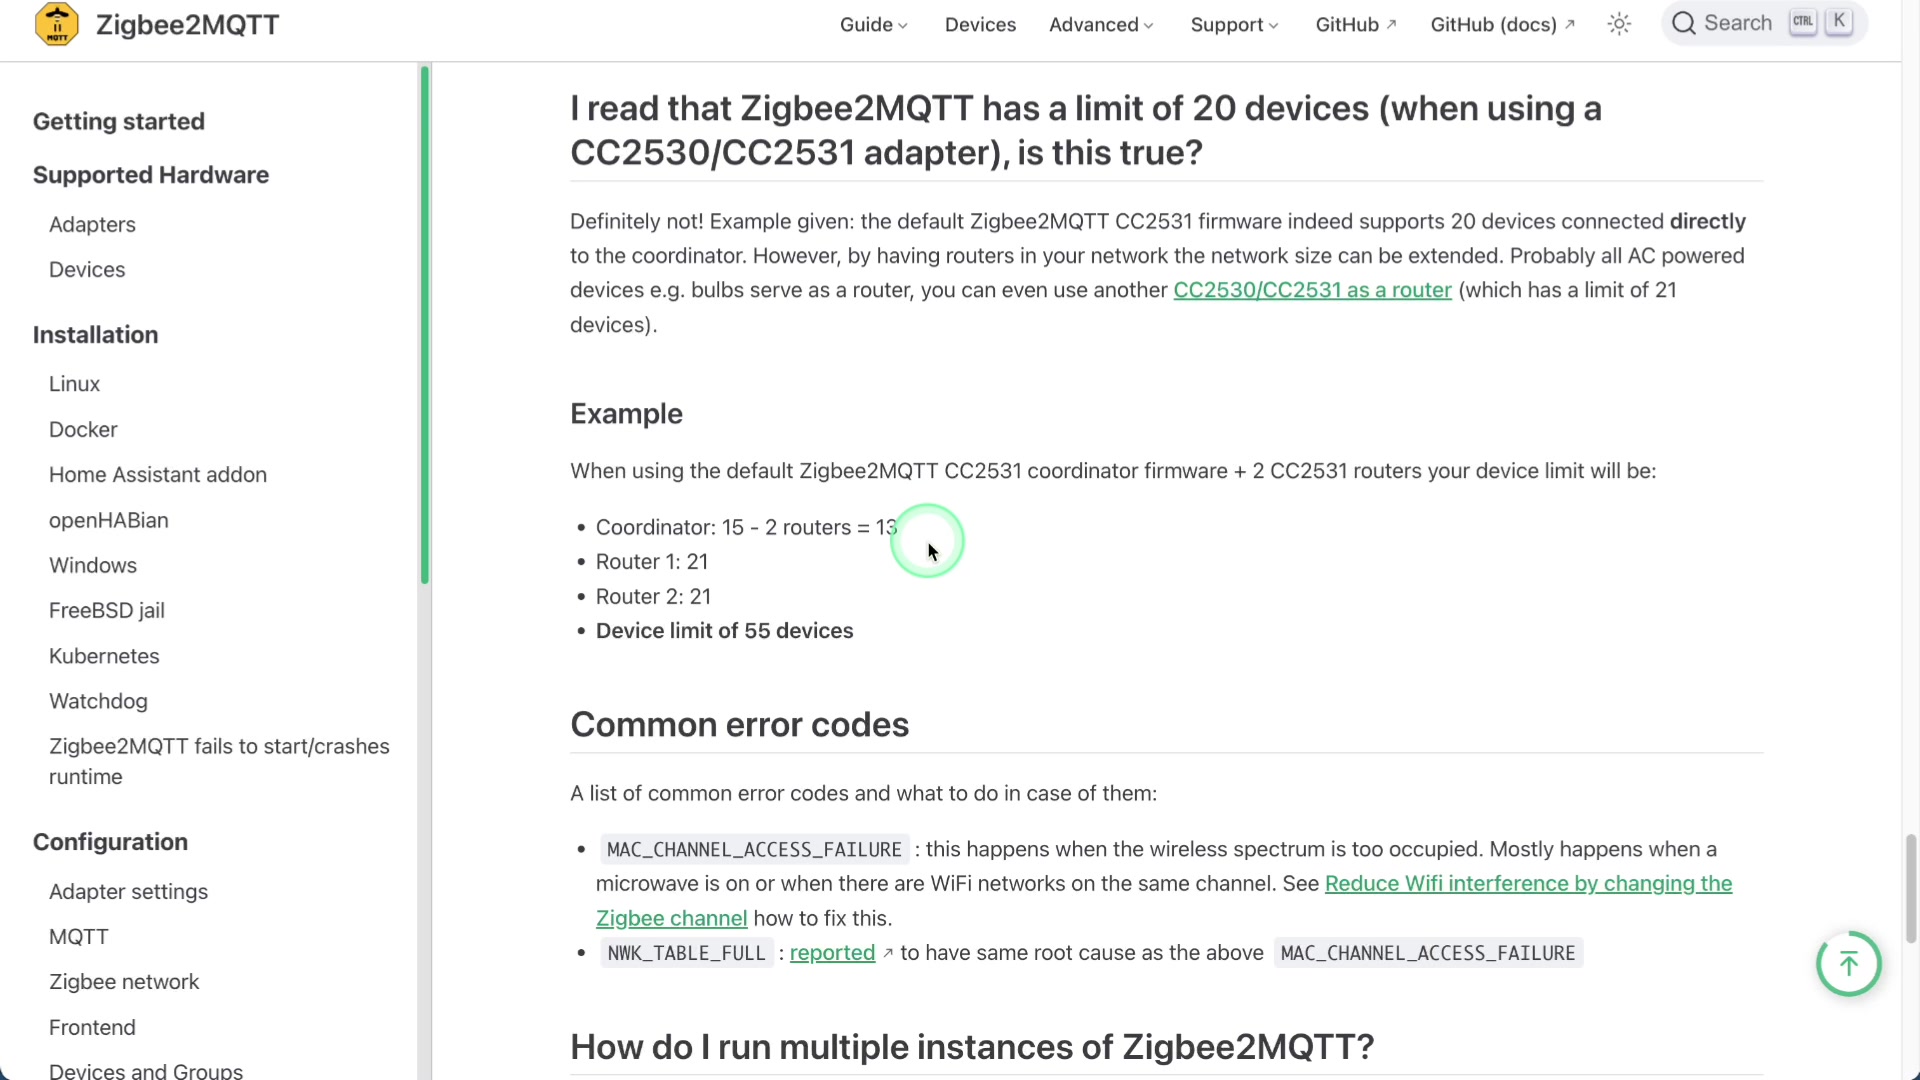 MQTT
Zigbee2MQTT
Guide
Devices
Advanced
Support
GitHub
GitHub (docs)
Search
CTRL
K
Getting started
Supported Hardware
Adapters
Devices
Installation
Linux
Docker
Home Assistant addon
openHABian
Windows
FreeBSD jail
Kubernetes
Watchdog
Zigbee2MQTT fails to start/crashes
runtime
Configuration
Adapter settings
MQTT
Zigbee network
Frontend
Devices and Groups
I read that Zigbee2MQTT has a limit of 20 devices (when using a
CC2530/CC2531 adapter), is this true?
Definitely not! Example given: the default Zigbee2MQTT CC2531 firmware indeed supports 20 devices connected directly
to the coordinator. However, by having routers in your network the network size can be extended. Probably all AC powered
devices e.g. bulbs serve as a router, you can even use another CC2530/CC2531 as a router (which has a limit of 21
devices).
Example
When using the default Zigbee2MQTT CC2531 coordinator firmware + 2 CC2531 routers your device limit will be:
• Coordinator: 15 - 2 routers = 13
• Router 1: 21
• Router 2: 21
• Device limit of 55 devices
Common error codes
A list of common error codes and what to do in case of them:
• MAC_CHANNEL_ACCESS_FAILURE : this happens when the wireless spectrum is too occupied. Mostly happens when a
microwave is on or when there are WiFi networks on the same channel. See Reduce Wifi interference by changing the
Zigbee channel how to fix this.
• NWK_TABLE_FULL : reported to have same root cause as the above MAC_CHANNEL_ACCESS_FAILURE
How do I run multiple instances of Zigbee2MQTT?